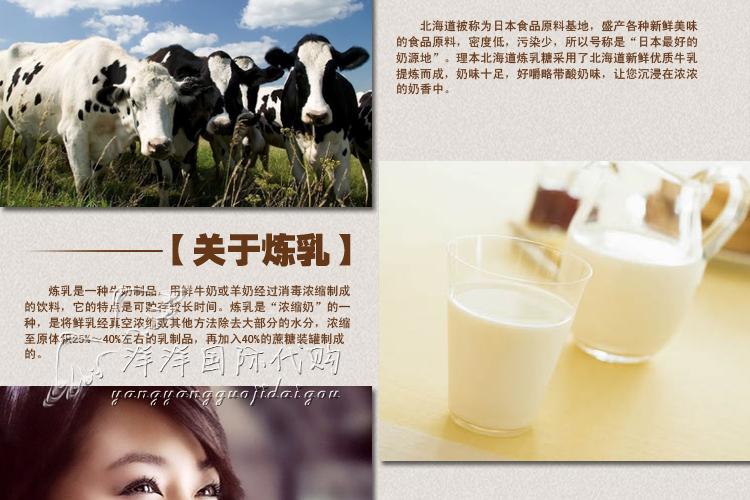 北海道被称为日本食品原料基地，盛产各种新鲜美味
的食品原料，密度低，污染少，所以号称是“日本最好的
奶源地”。理本北海道炼乳糖采用了北海道新鲜优质牛乳
提炼而成，奶味十足，好嚼略带酸奶味，让您沉浸在浓浓
的奶香中。
【关于炼乳】
炼乳是一种牛奶制品，用鲜牛奶或羊奶经过消毒浓缩制成
的饮料，它的特点是可贮存较长时间。炼乳是“浓缩奶”的一
种，是将鲜乳经真空浓缩或其他方法除去大部分的水分，浓缩
至原体积25%-40%左右的乳制品，再加入40%的蔗糖装罐制成
的。
洋洋国际代购
yangyangguojidaigou